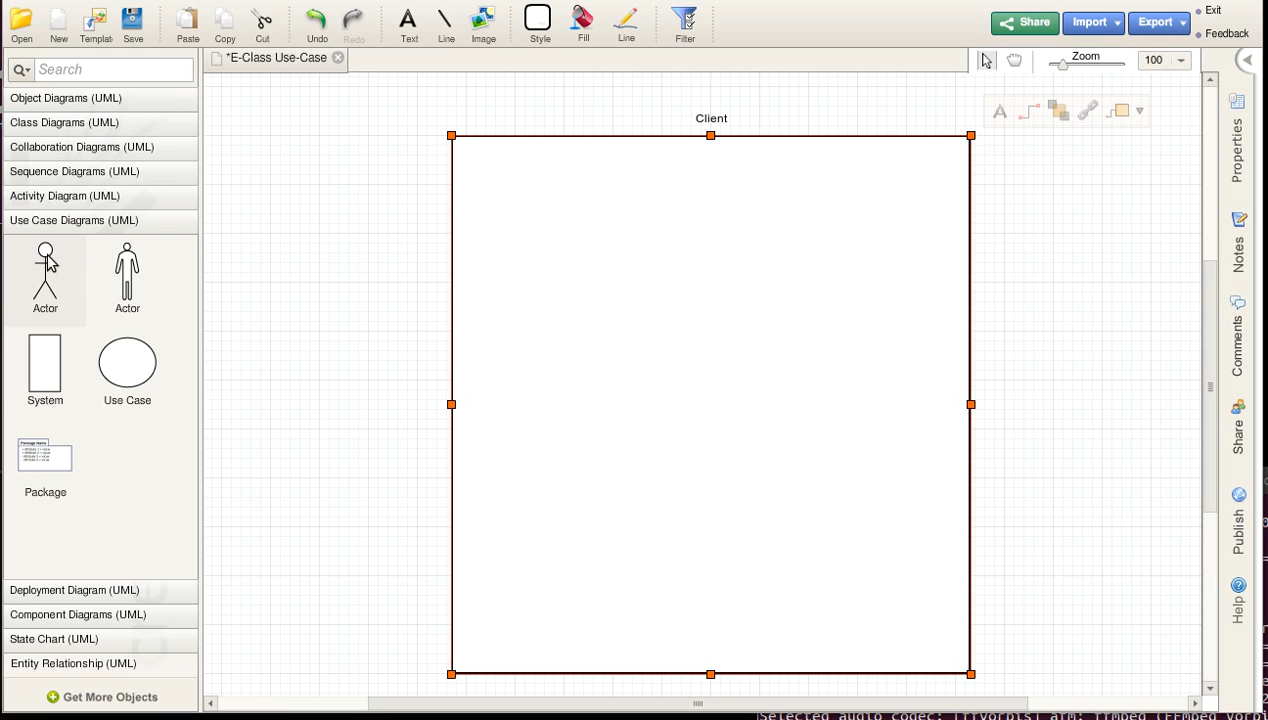 Open New Templat Save Paste Copy Cut Undo Redo Text Line Image Style Fill Line Filter
Share Import Export Exit
Feedback
*E-Class Use-Case
Zoom
100
Search
Object Diagrams (UML)
Class Diagrams (UML)
Collaboration Diagrams (UML)
Sequence Diagrams (UML)
Activity Diagram (UML)
Use Case Diagrams (UML)
Actor Actor
System Use Case
Package Name
Package
Deployment Diagram (UML)
Component Diagrams (UML)
State Chart (UML)
Entity Relationship (UML)
Get More Objects
Client
Properties
Notes
Comments
Share
Publish
Help